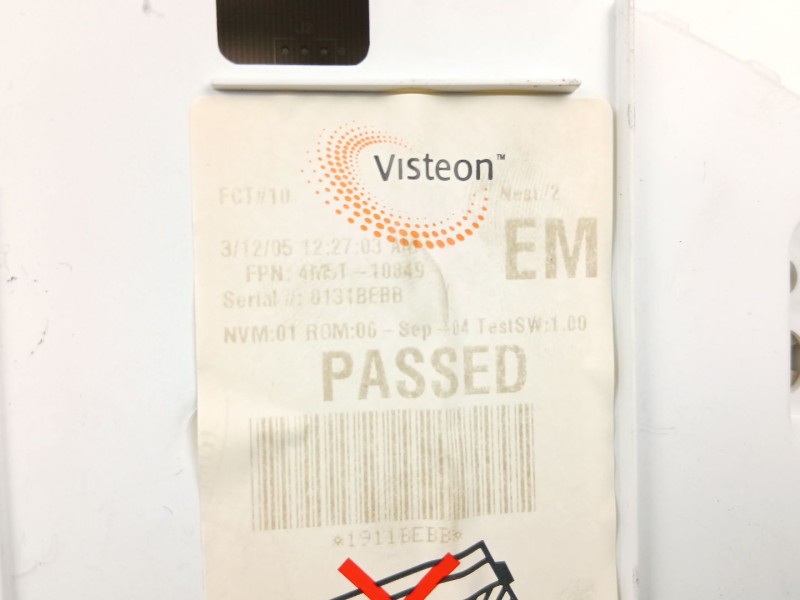 Visteon™
FCT#10 Nest /2
EM
3/12/05 12:27:03 AM
FPN: 4M5T-10849
Serial #: 0131BEBB
NVM:01 ROM:06-Sep-04 TestSW:1.00
PASSED
*1911BEBB*